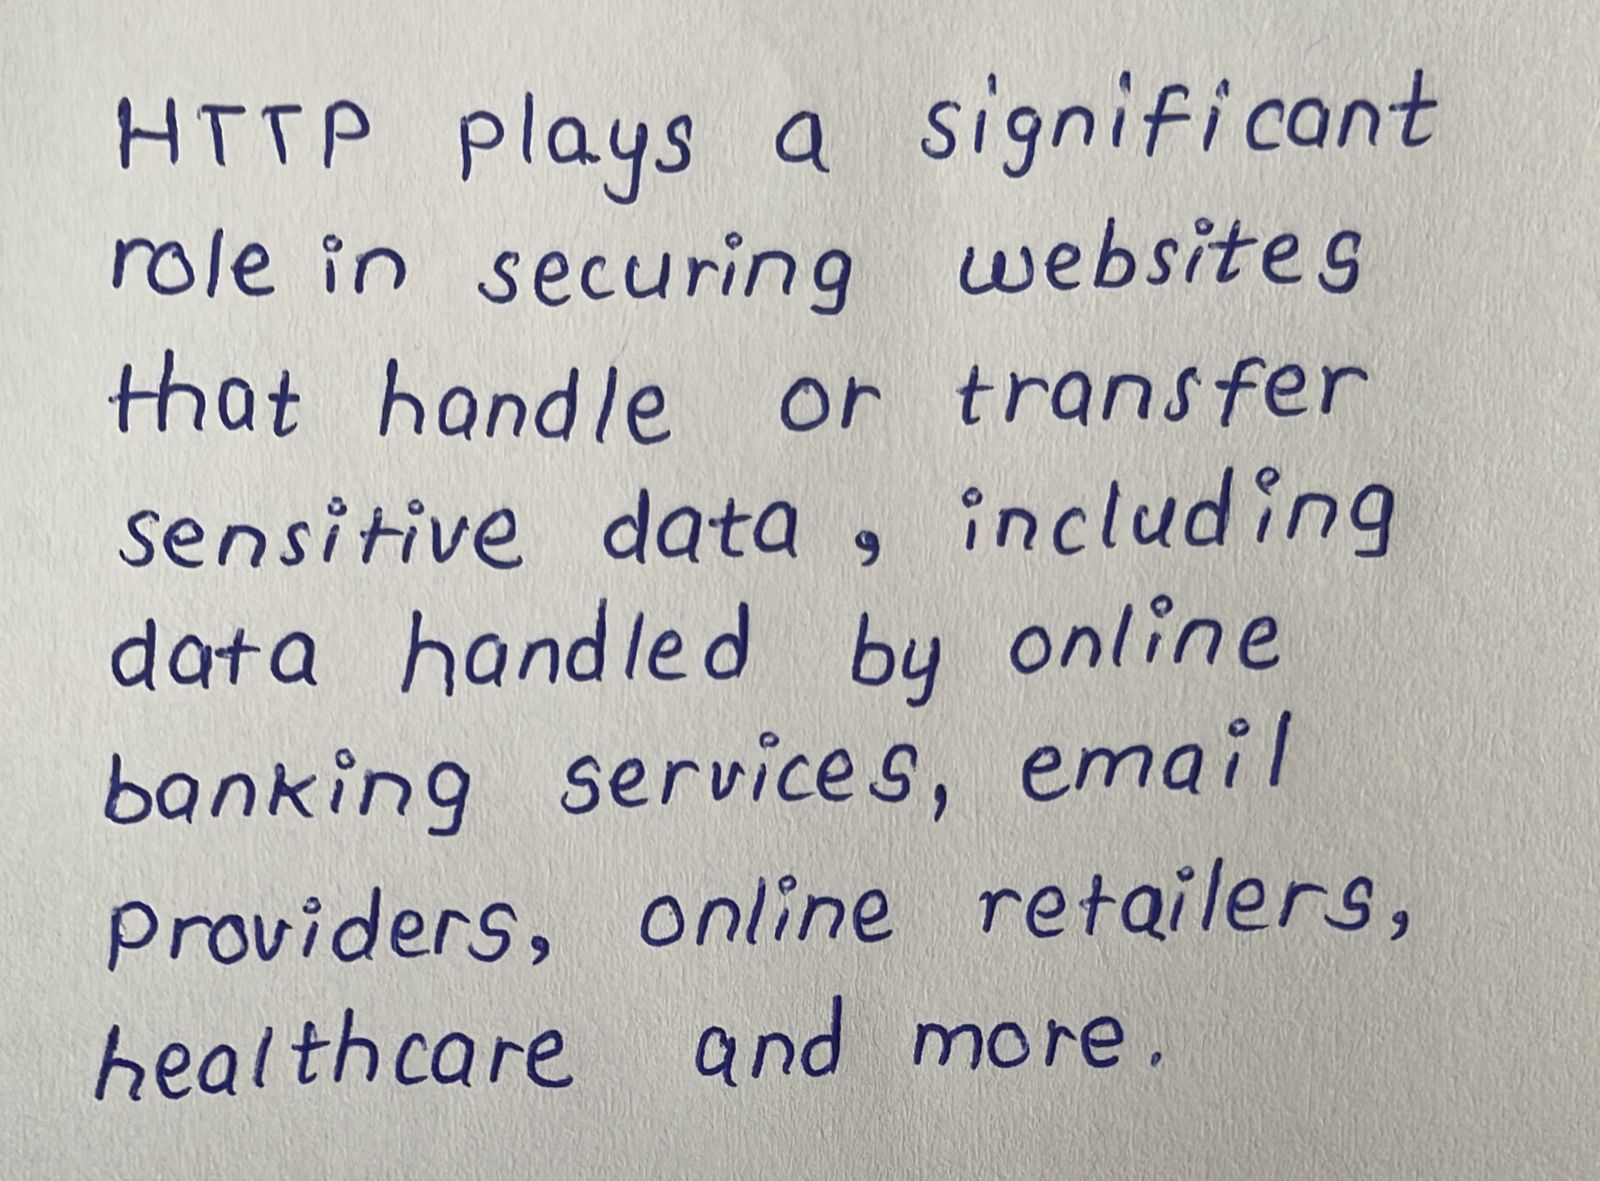 HTTP plays a significant
role in securing websites
that handle or transfer
sensitive data, including
data handled by online
banking services, email
providers, online retailers,
healthcare and more.